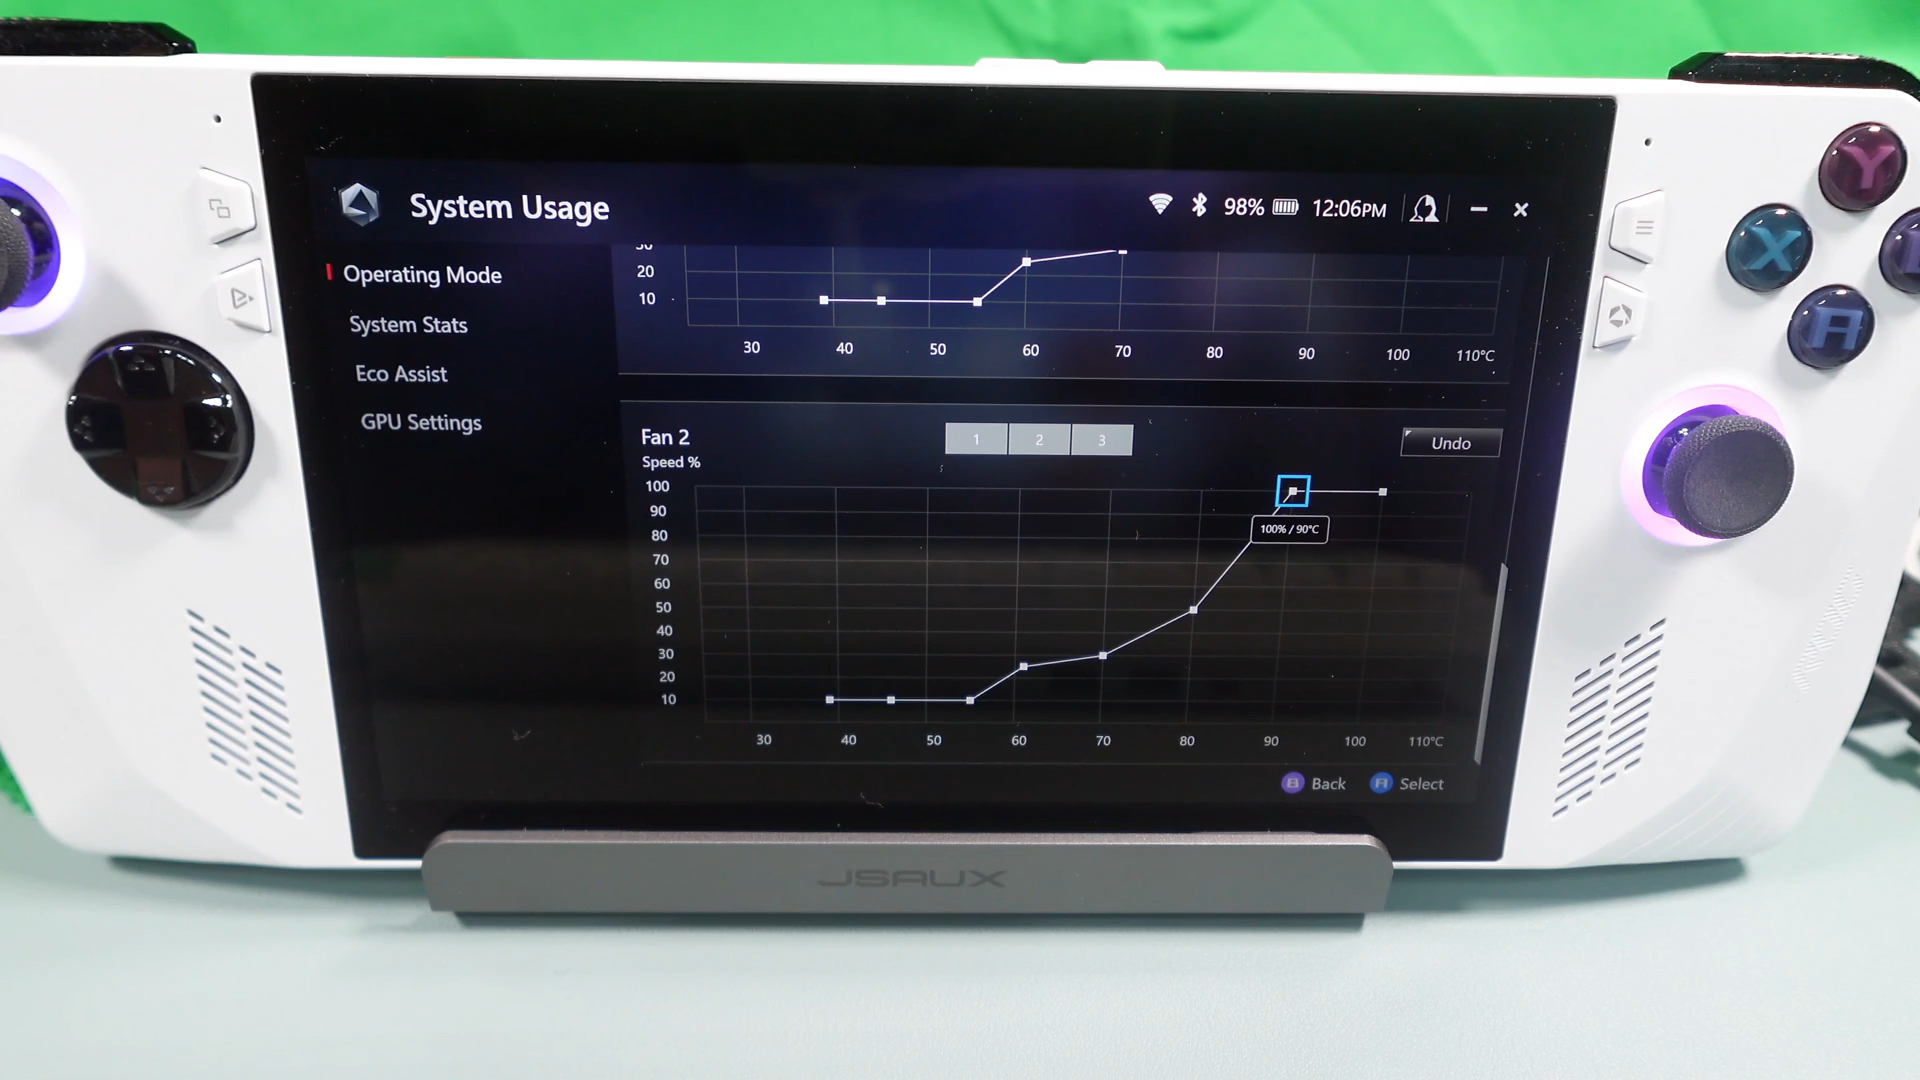 System Usage
98% 12:06PM
Operating Mode
System Stats
Eco Assist
GPU Settings
20
10
30 40 50 60 70 80 90 100 110°C
Fan 2
1 2 3
Undo
Speed %
100
90
80
70
60
50
40
30
20
10
100% / 90°C
30 40 50 60 70 80 90 100 110°C
B Back A Select
Y
X
A
JSAUX